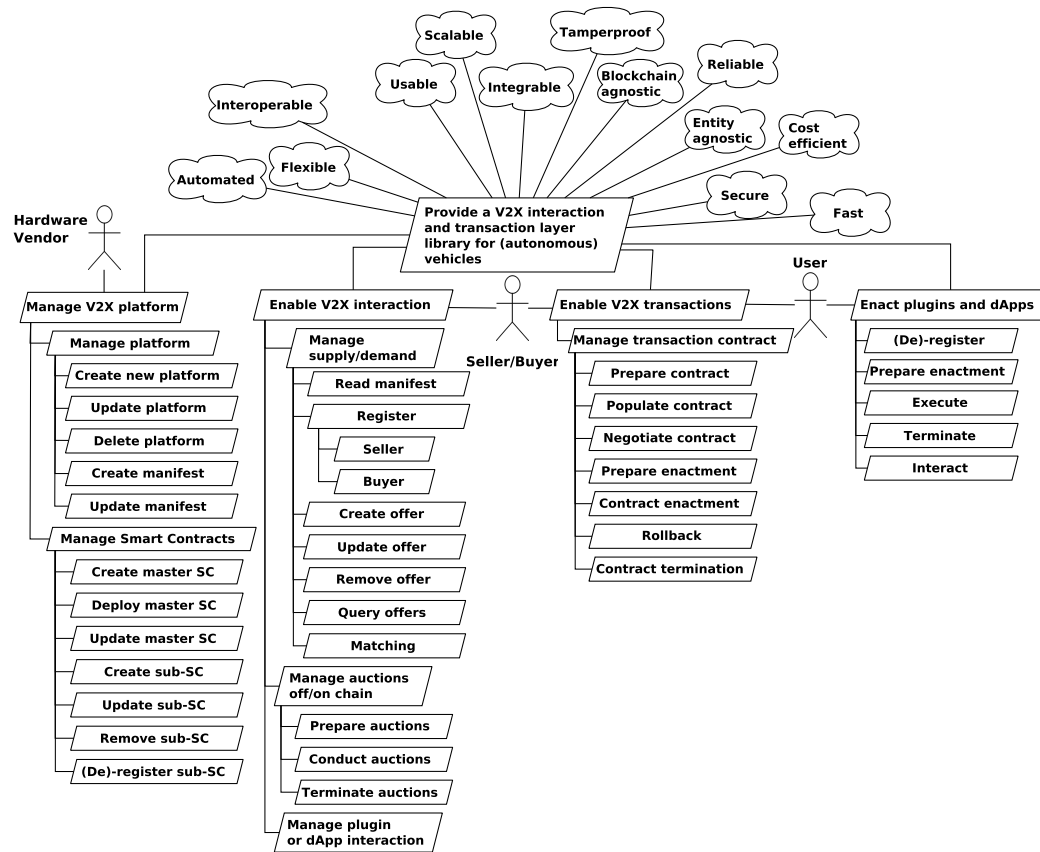 Scalable
Tamperproof
Usable
Integrable
Blockchain
agnostic
Reliable
Interoperable
Entity
agnostic
Cost
efficient
Automated
Flexible
Secure
Fast
Provide a V2X interaction
and transaction layer
library for (autonomous)
vehicles
Hardware
Vendor
Seller/Buyer
User
Manage V2X platform
Manage platform
Create new platform
Update platform
Delete platform
Create manifest
Update manifest
Manage Smart Contracts
Create master SC
Deploy master SC
Update master SC
Create sub-SC
Update sub-SC
Remove sub-SC
(De)-register sub-SC
Enable V2X interaction
Manage
supply/demand
Read manifest
Register
Seller
Buyer
Create offer
Update offer
Remove offer
Query offers
Matching
Manage auctions
off/on chain
Prepare auctions
Conduct auctions
Terminate auctions
Manage plugin
or dApp interaction
Enable V2X transactions
Manage transaction contract
Prepare contract
Populate contract
Negotiate contract
Prepare enactment
Contract enactment
Rollback
Contract termination
Enact plugins and dApps
(De)-register
Prepare enactment
Execute
Terminate
Interact